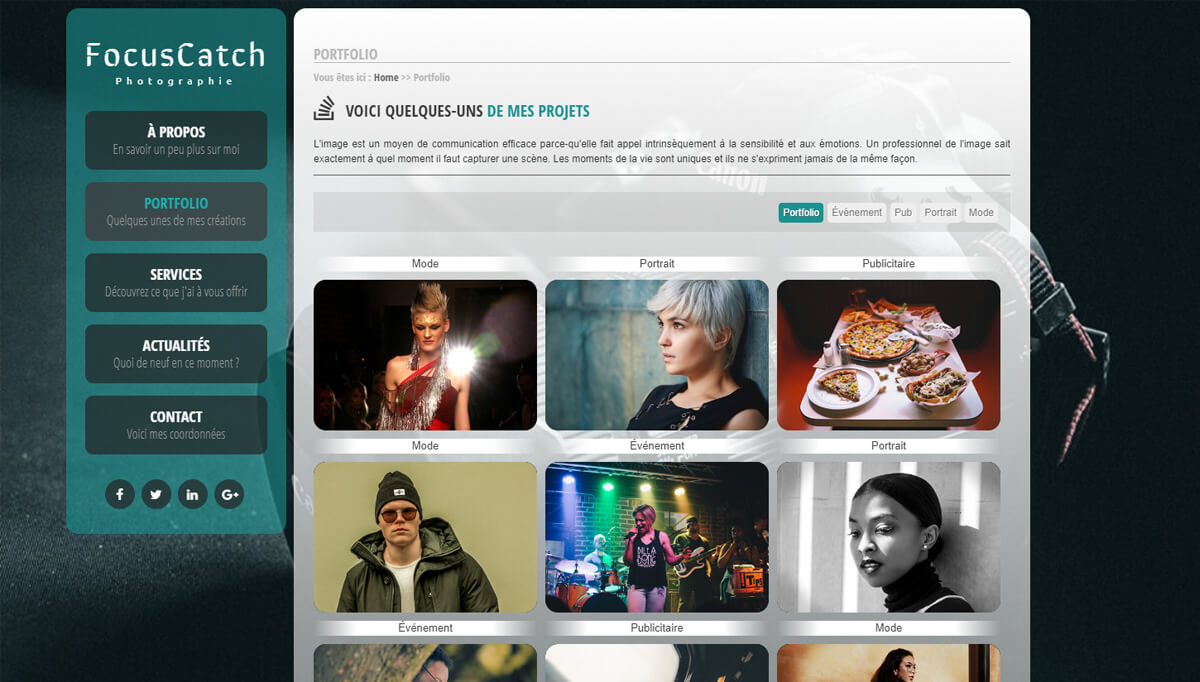 FocusCatch
Photographie
À PROPOS
En savoir un peu plus sur moi
PORTFOLIO
Quelques unes de mes créations
SERVICES
Découvrez ce que j'ai à vous offrir
ACTUALITÉS
Quoi de neuf en ce moment ?
CONTACT
Voici mes coordonnées
f
in
G+
PORTFOLIO
Vous êtes ici : Home >> Portfolio
VOICI QUELQUES-UNS DE MES PROJETS
L'image est un moyen de communication efficace parce-qu'elle fait appel intrinsèquement à la sensibilité et aux émotions. Un professionnel de l'image sait
exactement à quel moment il faut capturer une scène. Les moments de la vie sont uniques et ils ne s'expriment jamais de la même façon.
Canon
Portfolio Évènement Pub Portrait Mode
Mode Portrait Publicitaire
Mode Événement Portrait
Événement Publicitaire Mode